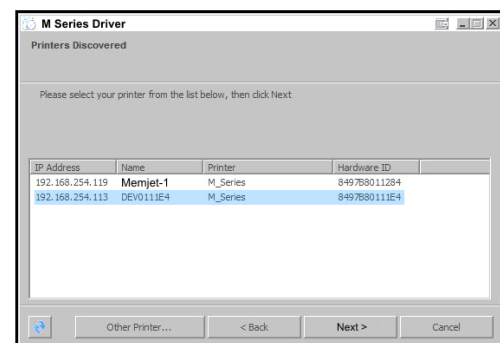 M Series Driver
Printers Discovered
Please select your printer from the list below, then click Next
IP Address Name Printer Hardware ID
192.168.254.119 Memjet-1 M_Series 8497B8011284
192.168.254.113 DEV0111E4 M_Series 8497B80111E4
Other Printer... < Back Next > Cancel